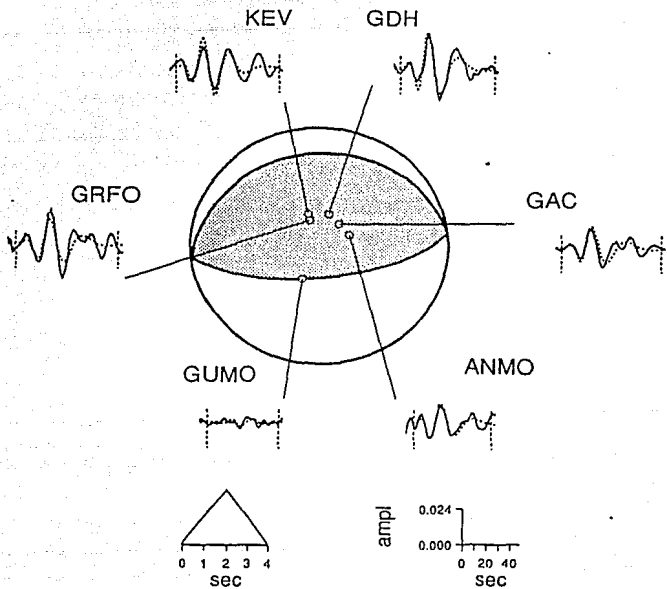 KEV
GDH
GRFO
GAC
GUMO
ANMO
0 1 2 3 4
sec
ampl
0.024
0.000
0 20 40
sec